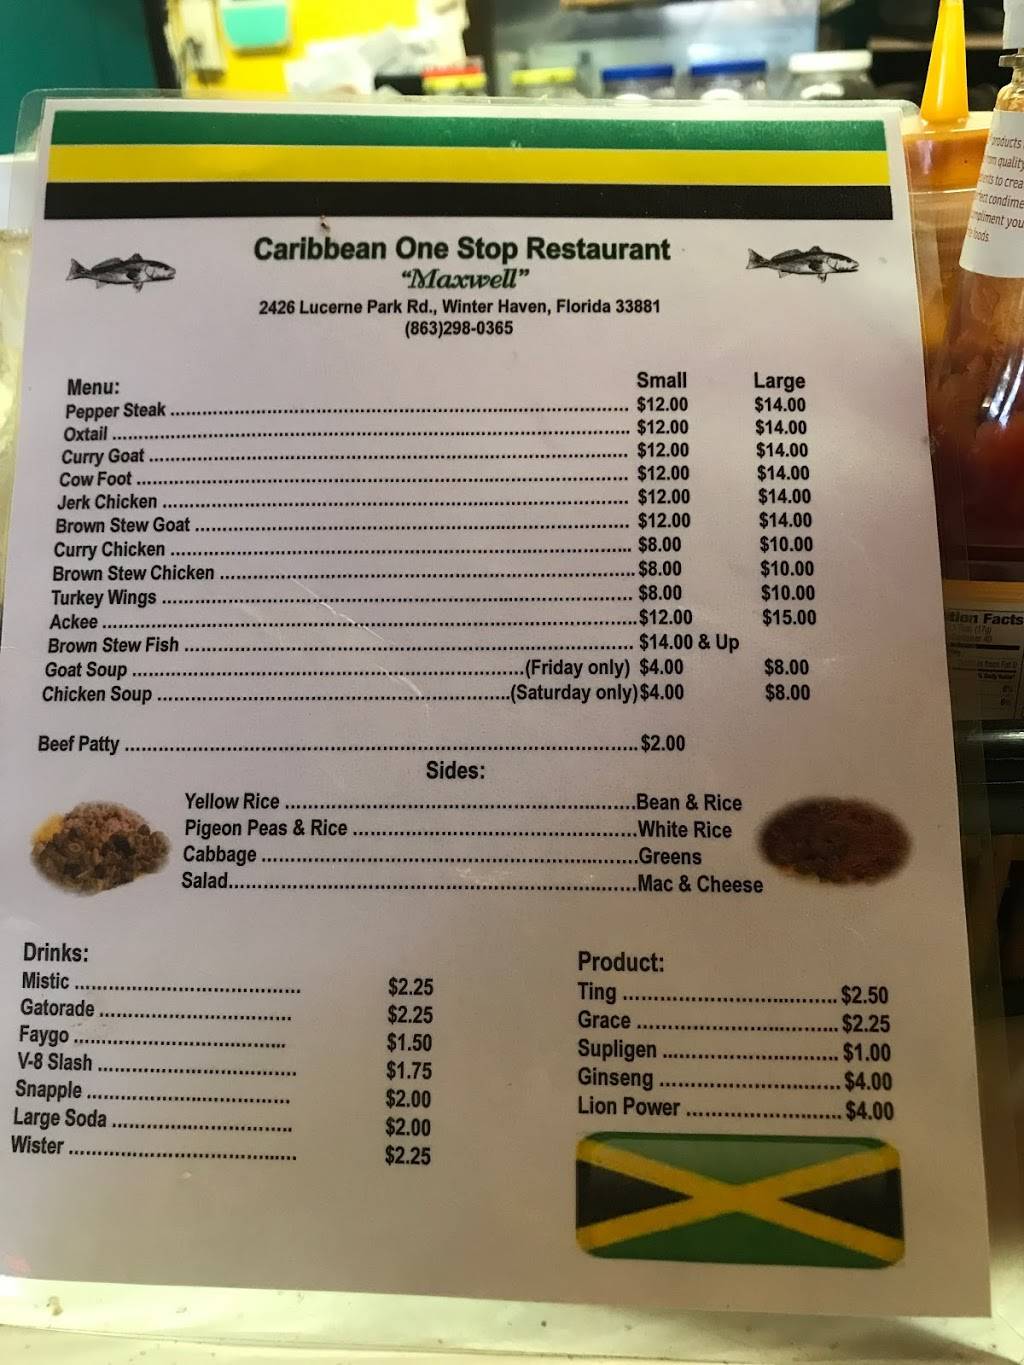 Caribbean One Stop Restaurant
“Maxwell”
2426 Lucerne Park Rd., Winter Haven, Florida 33881
(863)298-0365
Menu: Small Large
Pepper Steak $12.00 $14.00
Oxtail $12.00 $14.00
Curry Goat $12.00 $14.00
Cow Foot $12.00 $14.00
Jerk Chicken $12.00 $14.00
Brown Stew Goat $12.00 $14.00
Curry Chicken $8.00 $10.00
Brown Stew Chicken $8.00 $10.00
Turkey Wings $8.00 $10.00
Ackee $12.00 $15.00
Brown Stew Fish $14.00 & Up
Goat Soup (Friday only) $4.00 $8.00
Chicken Soup (Saturday only) $4.00 $8.00
Beef Patty $2.00
Sides:
Yellow Rice Bean & Rice
Pigeon Peas & Rice White Rice
Cabbage Greens
Salad Mac & Cheese
Drinks:
Mistic $2.25
Gatorade $2.25
Faygo $1.50
V-8 Slash $1.75
Snapple $2.00
Large Soda $2.00
Wister $2.25
Product:
Ting $2.50
Grace $2.25
Supligen $1.00
Ginseng $4.00
Lion Power $4.00
products
quality
to crea
condime
you
foods
Facts